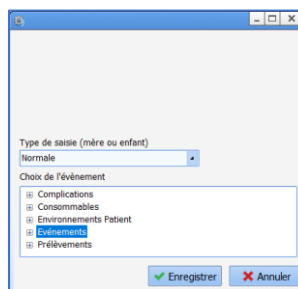 Type de saisie (mère ou enfant)
Normale
Choix de l'évènement
Complications
Consommables
Environnements Patient
Evénements
Prélèvements
Enregistrer
Annuler